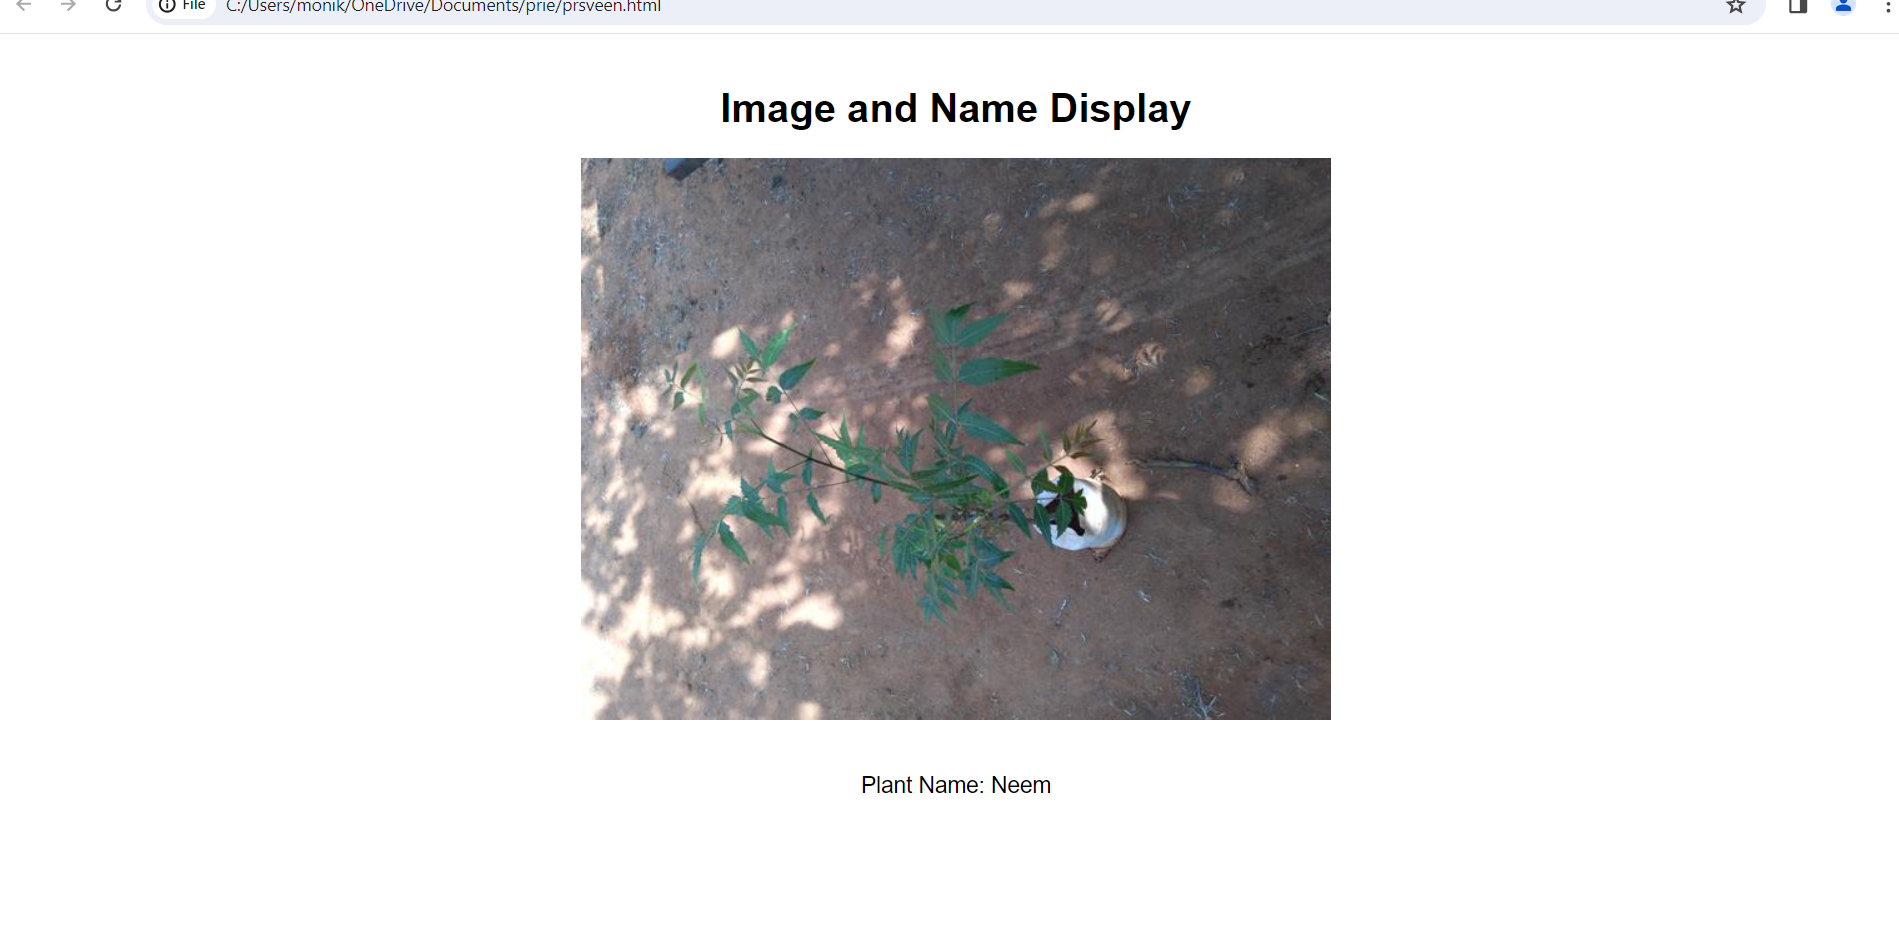 File C:/Users/monik/OneDrive/Documents/prie/prsveen.html
Image and Name Display
Plant Name: Neem